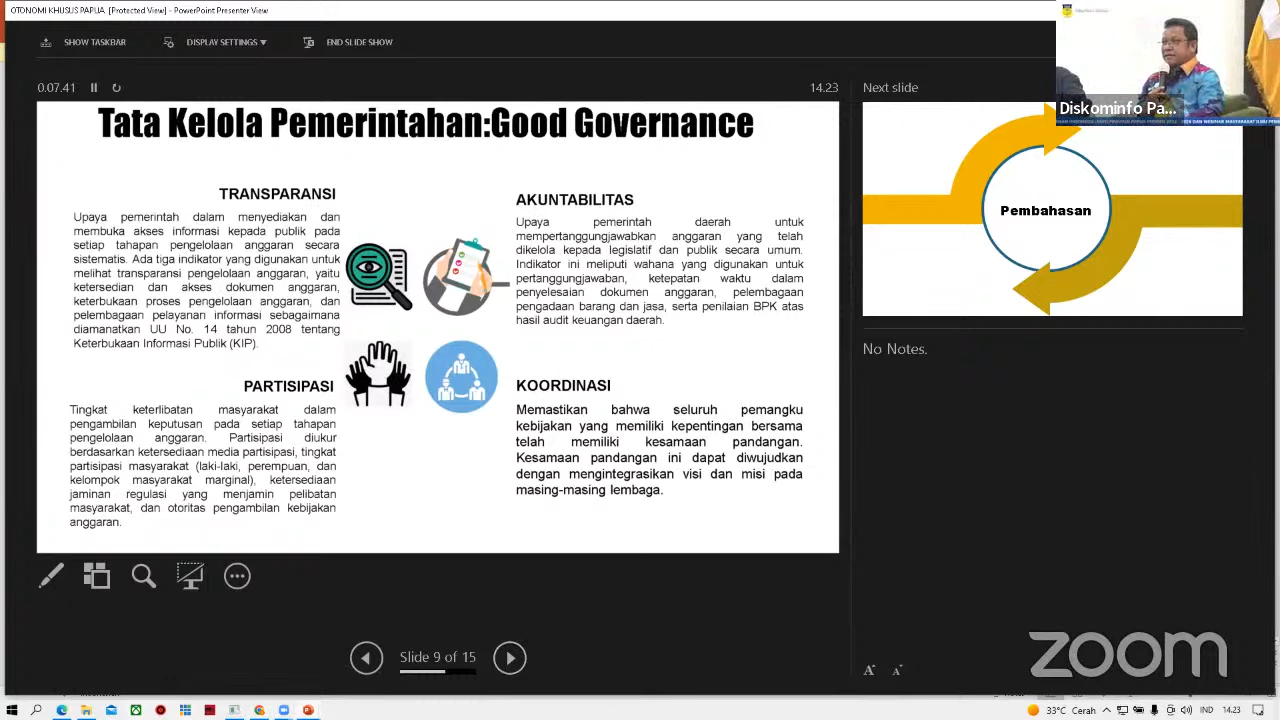 OTONOMI KHUSUS PAPUA [Protected View] - PowerPoint Presenter View
SHOW TASKBAR
DISPLAY SETTINGS
END SLIDE SHOW
0.07.41
14.23
Tata Kelola Pemerintahan:Good Governance
TRANSPARANSI
Upaya pemerintah dalam menyediakan dan
membuka akses informasi kepada publik pada
setiap tahapan pengelolaan anggaran secara
sistematis. Ada tiga indikator yang digunakan untuk
melihat transparansi pengelolaan anggaran, yaitu
ketersedian dan akses dokumen anggaran,
keterbukaan proses pengelolaan anggaran, dan
pelembagaan pelayanan informasi sebagaimana
diamanatkan UU No. 14 tahun 2008 tentang
Keterbukaan Informasi Publik (KIP).
AKUNTABILITAS
Upaya pemerintah daerah untuk
mempertanggungjawabkan anggaran yang telah
dikelola kepada legislatif dan publik secara umum.
Indikator ini meliputi wahana yang digunakan untuk
pertanggungjawaban, ketepatan waktu dalam
penyelesaian dokumen anggaran, pelembagaan
pengadaan barang dan jasa, serta penilaian BPK atas
hasil audit keuangan daerah.
PARTISIPASI
Tingkat keterlibatan masyarakat dalam
pengambilan keputusan pada setiap tahapan
pengelolaan anggaran. Partisipasi diukur
berdasarkan ketersediaan media partisipasi, tingkat
partisipasi masyarakat (laki-laki, perempuan, dan
kelompok masyarakat marginal), ketersediaan
jaminan regulasi yang menjamin pelibatan
masyarakat, dan otoritas pengambilan kebijakan
anggaran.
KOORDINASI
Memastikan bahwa seluruh pemangku
kebijakan yang memiliki kepentingan bersama
telah memiliki kesamaan pandangan.
Kesamaan pandangan ini dapat diwujudkan
dengan mengintegrasikan visi dan misi pada
masing-masing lembaga.
Slide 9 of 15
Next slide
Pembahasan
No Notes.
Diskominfo Pa...
zoom
33°C Cerah
IND
14.23